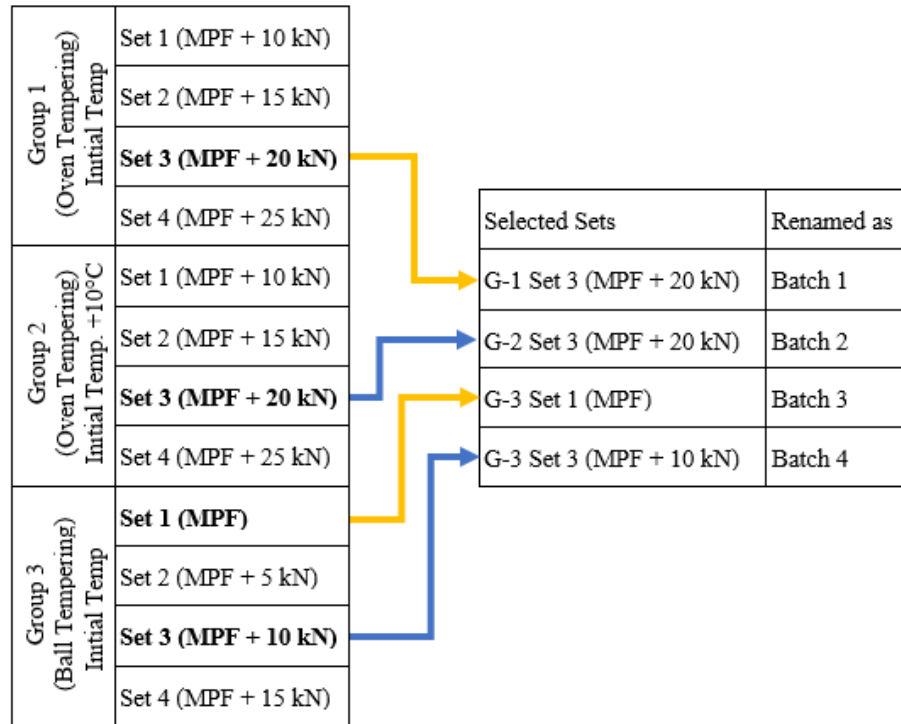 Group 1
(Oven Tempering)
Initial Temp
Set 1 (MPF + 10 kN)
Set 2 (MPF + 15 kN)
Set 3 (MPF + 20 kN)
Set 4 (MPF + 25 kN)
Group 2
(Oven Tempering)
Initial Temp. +10°C
Set 1 (MPF + 10 kN)
Set 2 (MPF + 15 kN)
Set 3 (MPF + 20 kN)
Set 4 (MPF + 25 kN)
Group 3
(Ball Tempering)
Initial Temp
Set 1 (MPF)
Set 2 (MPF + 5 kN)
Set 3 (MPF + 10 kN)
Set 4 (MPF + 15 kN)
Selected Sets Renamed as
G-1 Set 3 (MPF + 20 kN) Batch 1
G-2 Set 3 (MPF + 20 kN) Batch 2
G-3 Set 1 (MPF) Batch 3
G-3 Set 3 (MPF + 10 kN) Batch 4